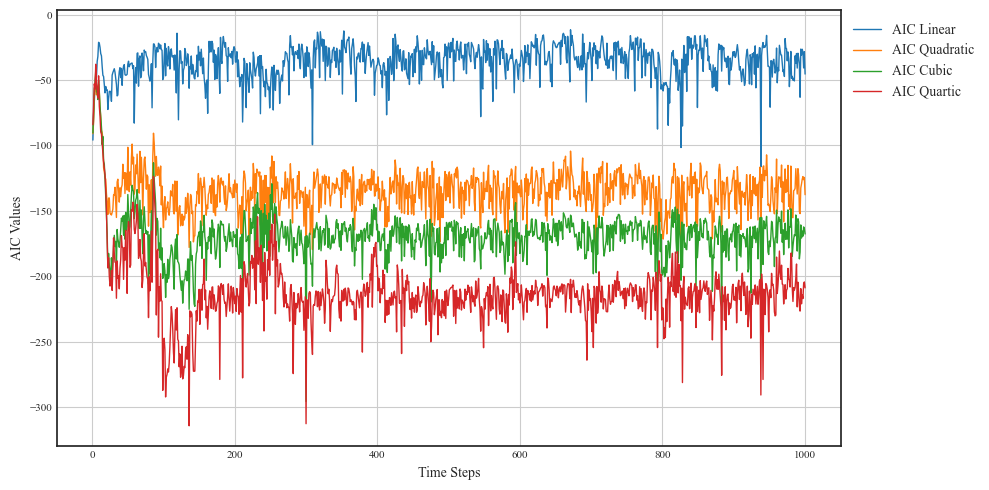 AIC Values
0
−50
−100
−150
−200
−250
−300
0
200
400
600
800
1000
Time Steps
AIC Linear
AIC Quadratic
AIC Cubic
AIC Quartic